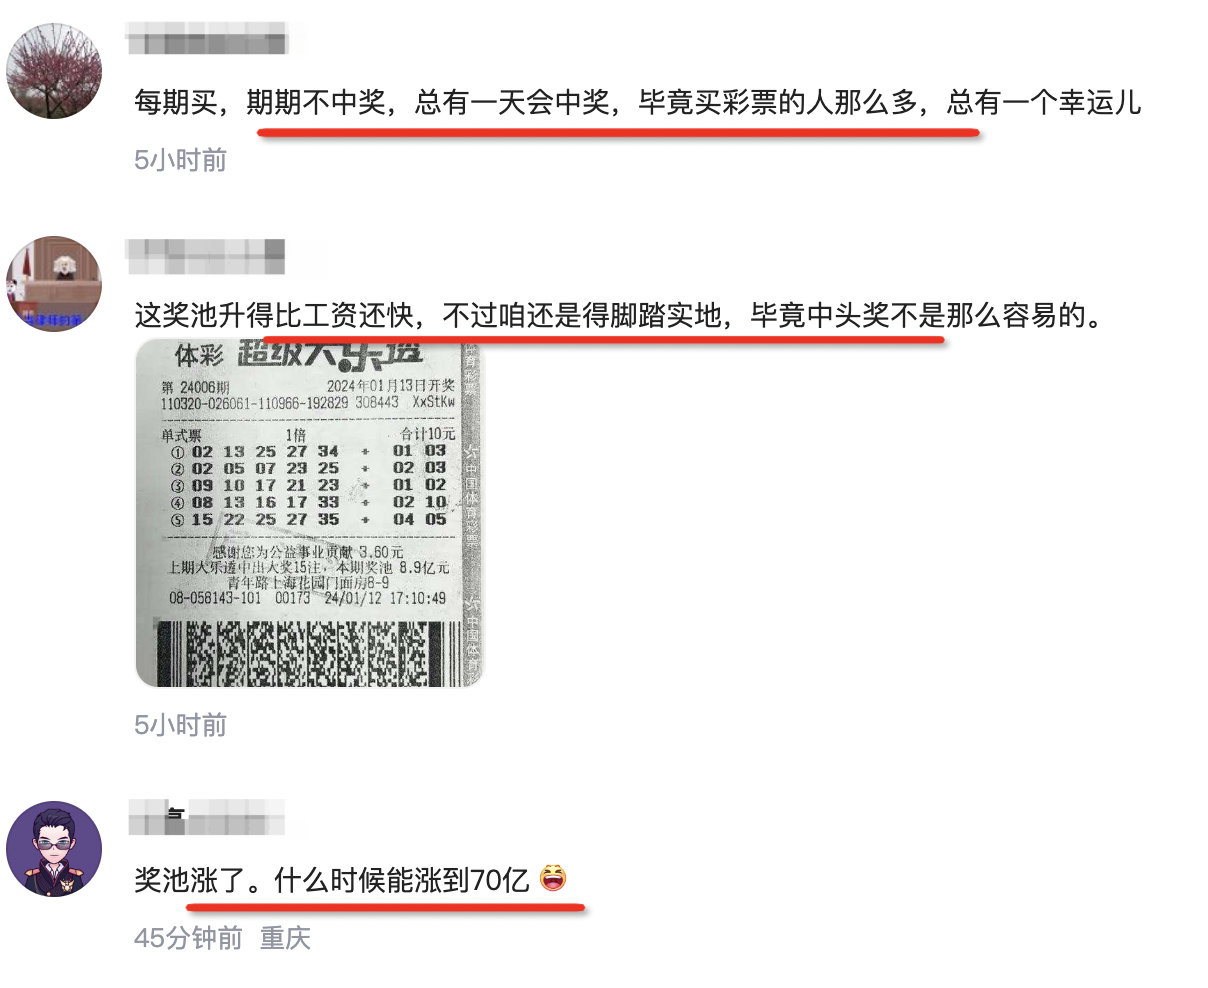 每期买，期期不中奖，总有一天会中奖，毕竟买彩票的人那么多，总有一个幸运儿
5小时前
这奖池升得比工资还快，不过咱还是得脚踏实地，毕竟中头奖不是那么容易的。
体彩 超级大乐透
第 24006期 2024年01月13日开奖
110320-026061-110966-192829 308443 XxStKw
单式票 1倍 合计10元
① 02 13 25 27 34 + 01 03
② 02 05 07 23 25 + 02 03
③ 09 10 17 21 23 + 01 02
④ 08 13 16 17 33 + 02 10
⑤ 15 22 25 27 35 + 04 05
感谢您为公益事业贡献 3.60元
上期大乐透中出大奖15注，本期奖池 8.9亿元
青年路上海花园门面房8-9
08-058143-101 00173 24/01/12 17:10:49
中国体育彩票
中国体育
5小时前
奖池涨了。什么时候能涨到70亿 😆
45分钟前 重庆